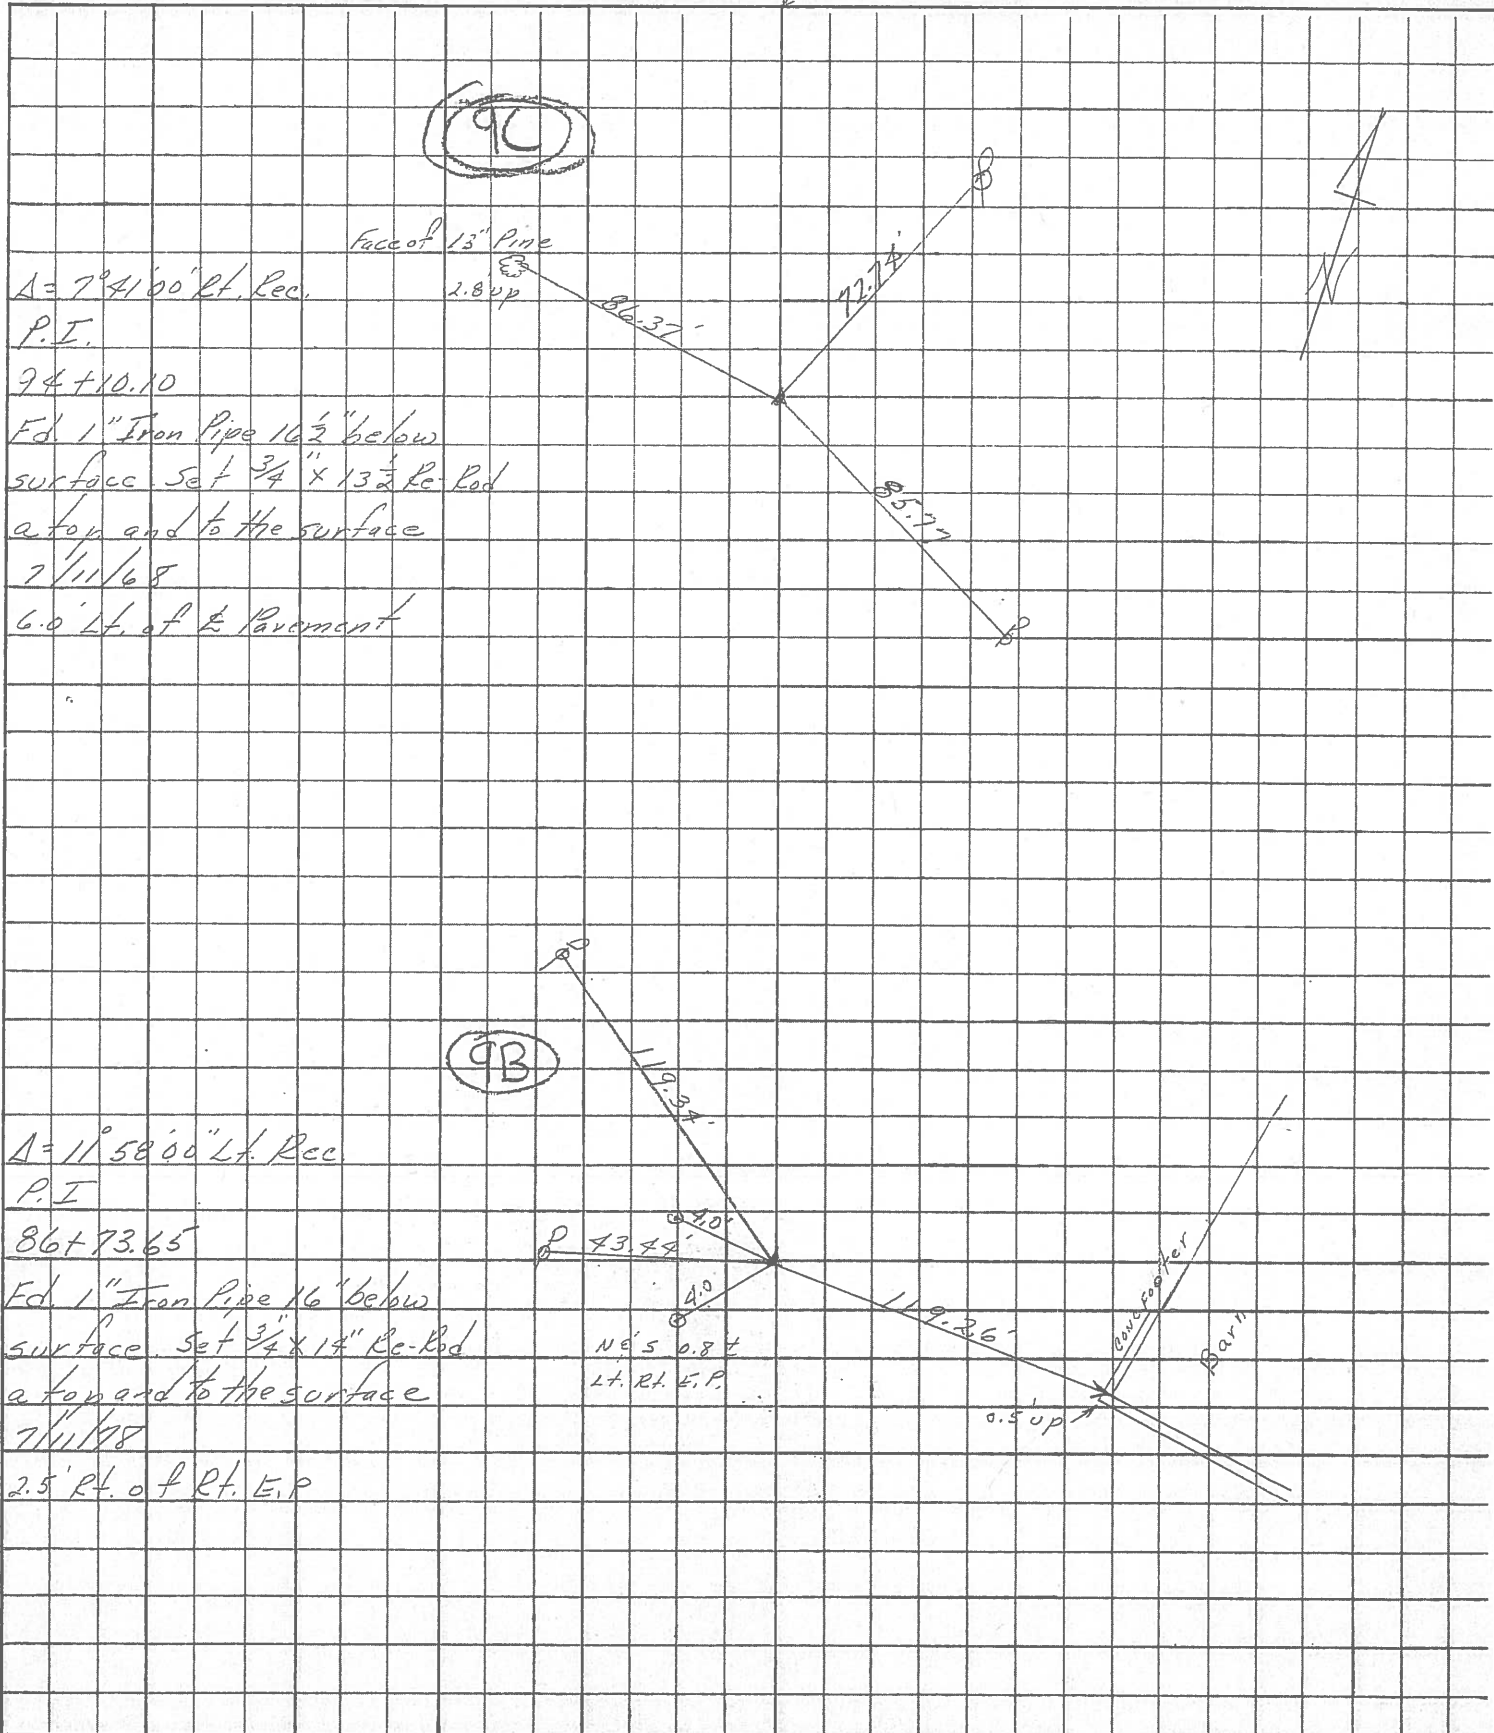 9C
Face of 13" Pine
2.8' up
86.37'
72.74'
85.77
N
Δ = 7°41'00" Rt. Rec.
P.I.
94+10.10
Fd. 1" Iron Pipe 16½" below
surface. Set ¾" x 13½ Re-Rod
a top and to the surface
7/11/68
6.0' Lt. of ℄ Pavement
9B
119.34'
4.0'
43.44'
4.0
N & S 0.8 ±
Lt. Rt. E.P.
119.26'
Conc Footer
Barn
0.5' up
Δ = 11°58'00" Lt. Rec.
P.I
86+73.65
Fd. 1" Iron Pipe 16" below
surface. Set ¾" x 14" Re-Rod
a top and to the surface
7/11/78
2.5' Rt. of Rt. E.P